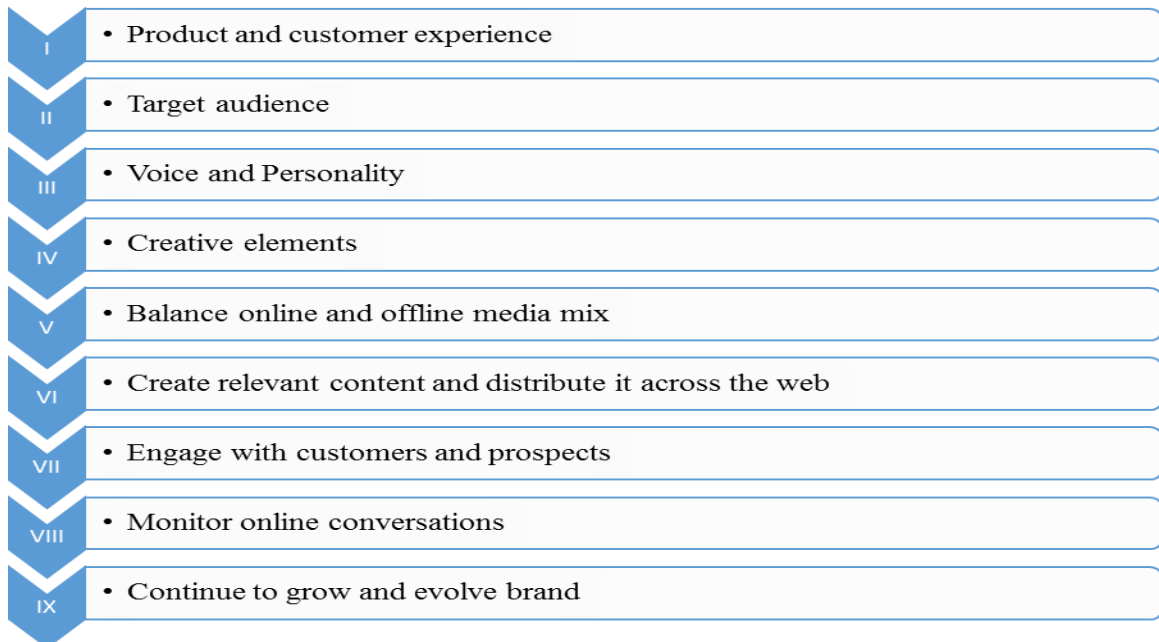 I • Product and customer experience
II • Target audience
III • Voice and Personality
IV • Creative elements
V • Balance online and offline media mix
VI • Create relevant content and distribute it across the web
VII • Engage with customers and prospects
VIII • Monitor online conversations
IX • Continue to grow and evolve brand